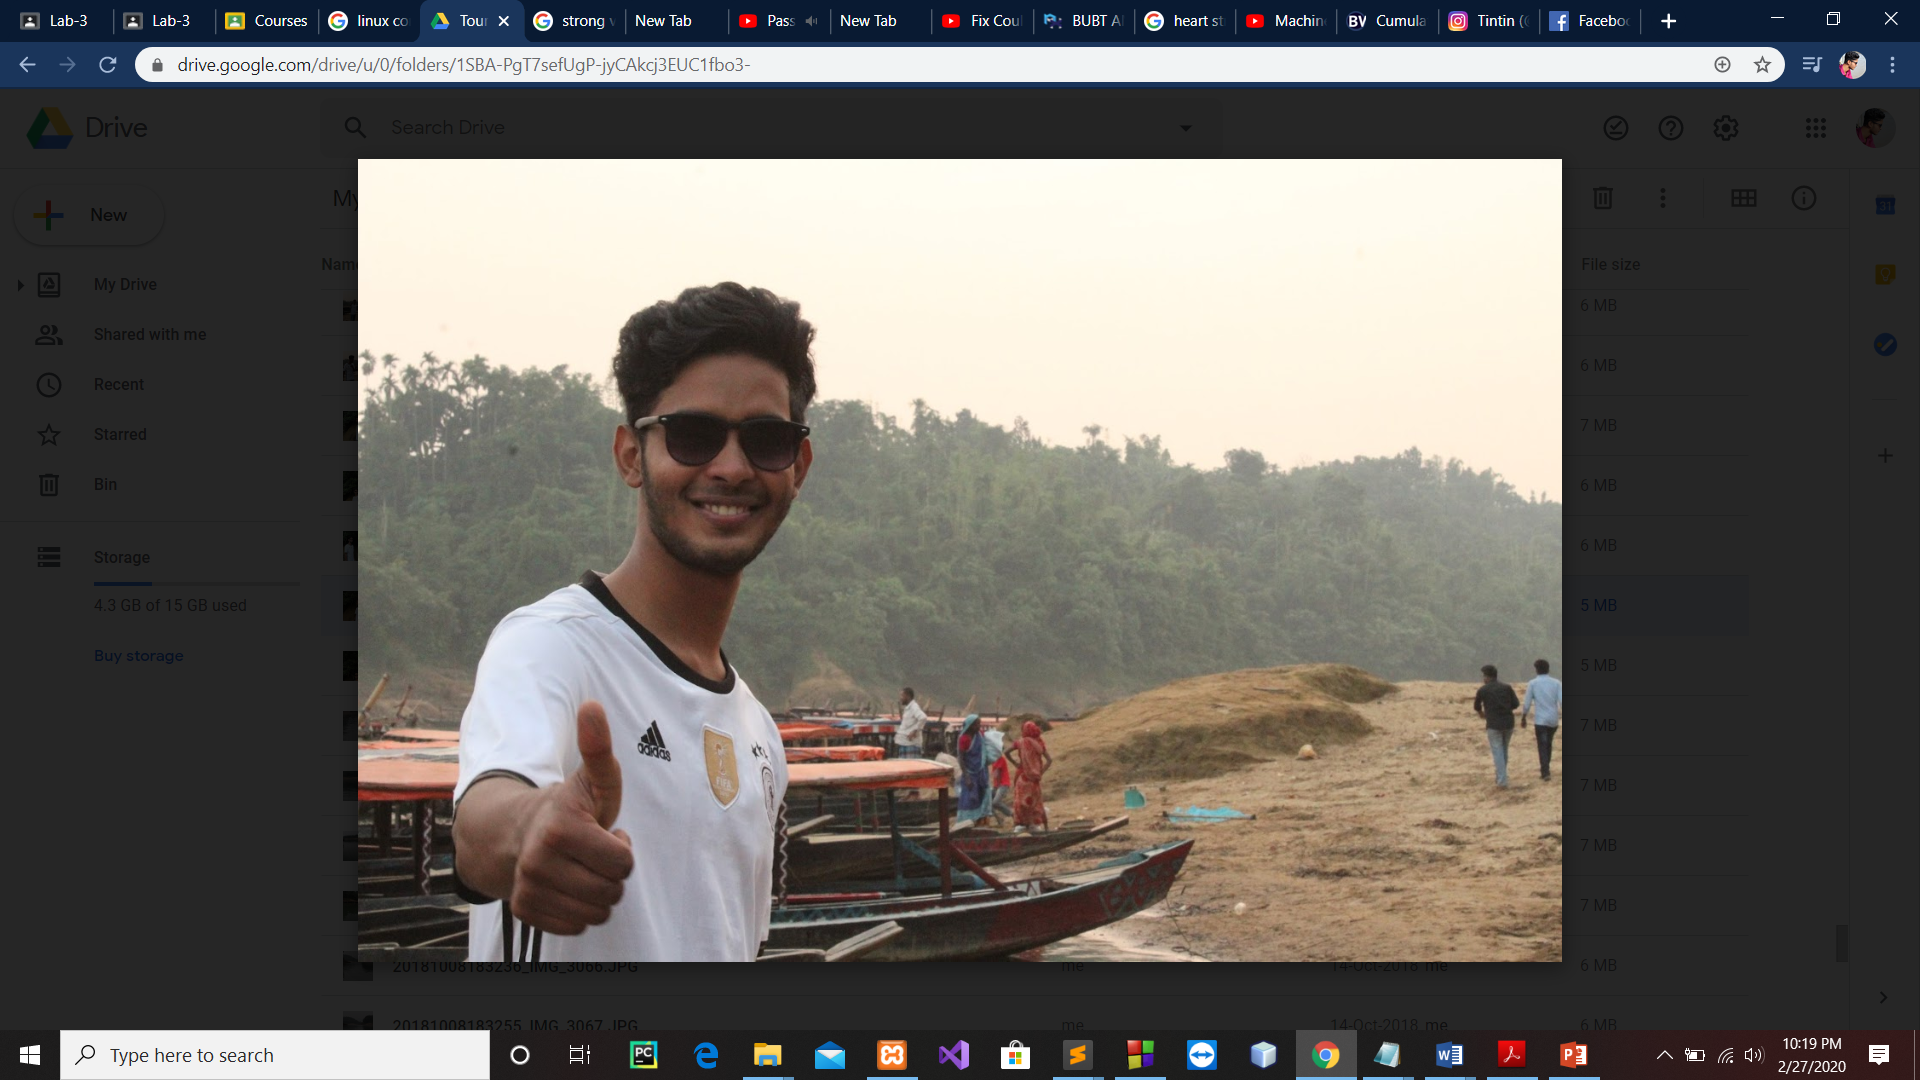 Lab-3
Lab-3
Courses
linux co
Tour
strong v
New Tab
Pass
New Tab
Fix Coul
BUBT A
heart st
Machin
BV Cumula
Tintin (
Faceboo
drive.google.com/drive/u/0/folders/1SBA-PgT7sefUgP-jyCAkcj3EUC1fbo3-
Drive
Search Drive
New
My
Name
File size
My Drive
Shared with me
Recent
Starred
Bin
Storage
4.3 GB of 15 GB used
Buy storage
6 MB
6 MB
7 MB
6 MB
6 MB
5 MB
5 MB
7 MB
7 MB
7 MB
7 MB
adidas
FIFA
20181008183236_IMG_3066.JPG me 14-Oct-2018 me 6 MB
20181008183255_IMG_3067.JPG me 14-Oct-2018 me 6 MB
Type here to search
PC
10:19 PM
2/27/2020